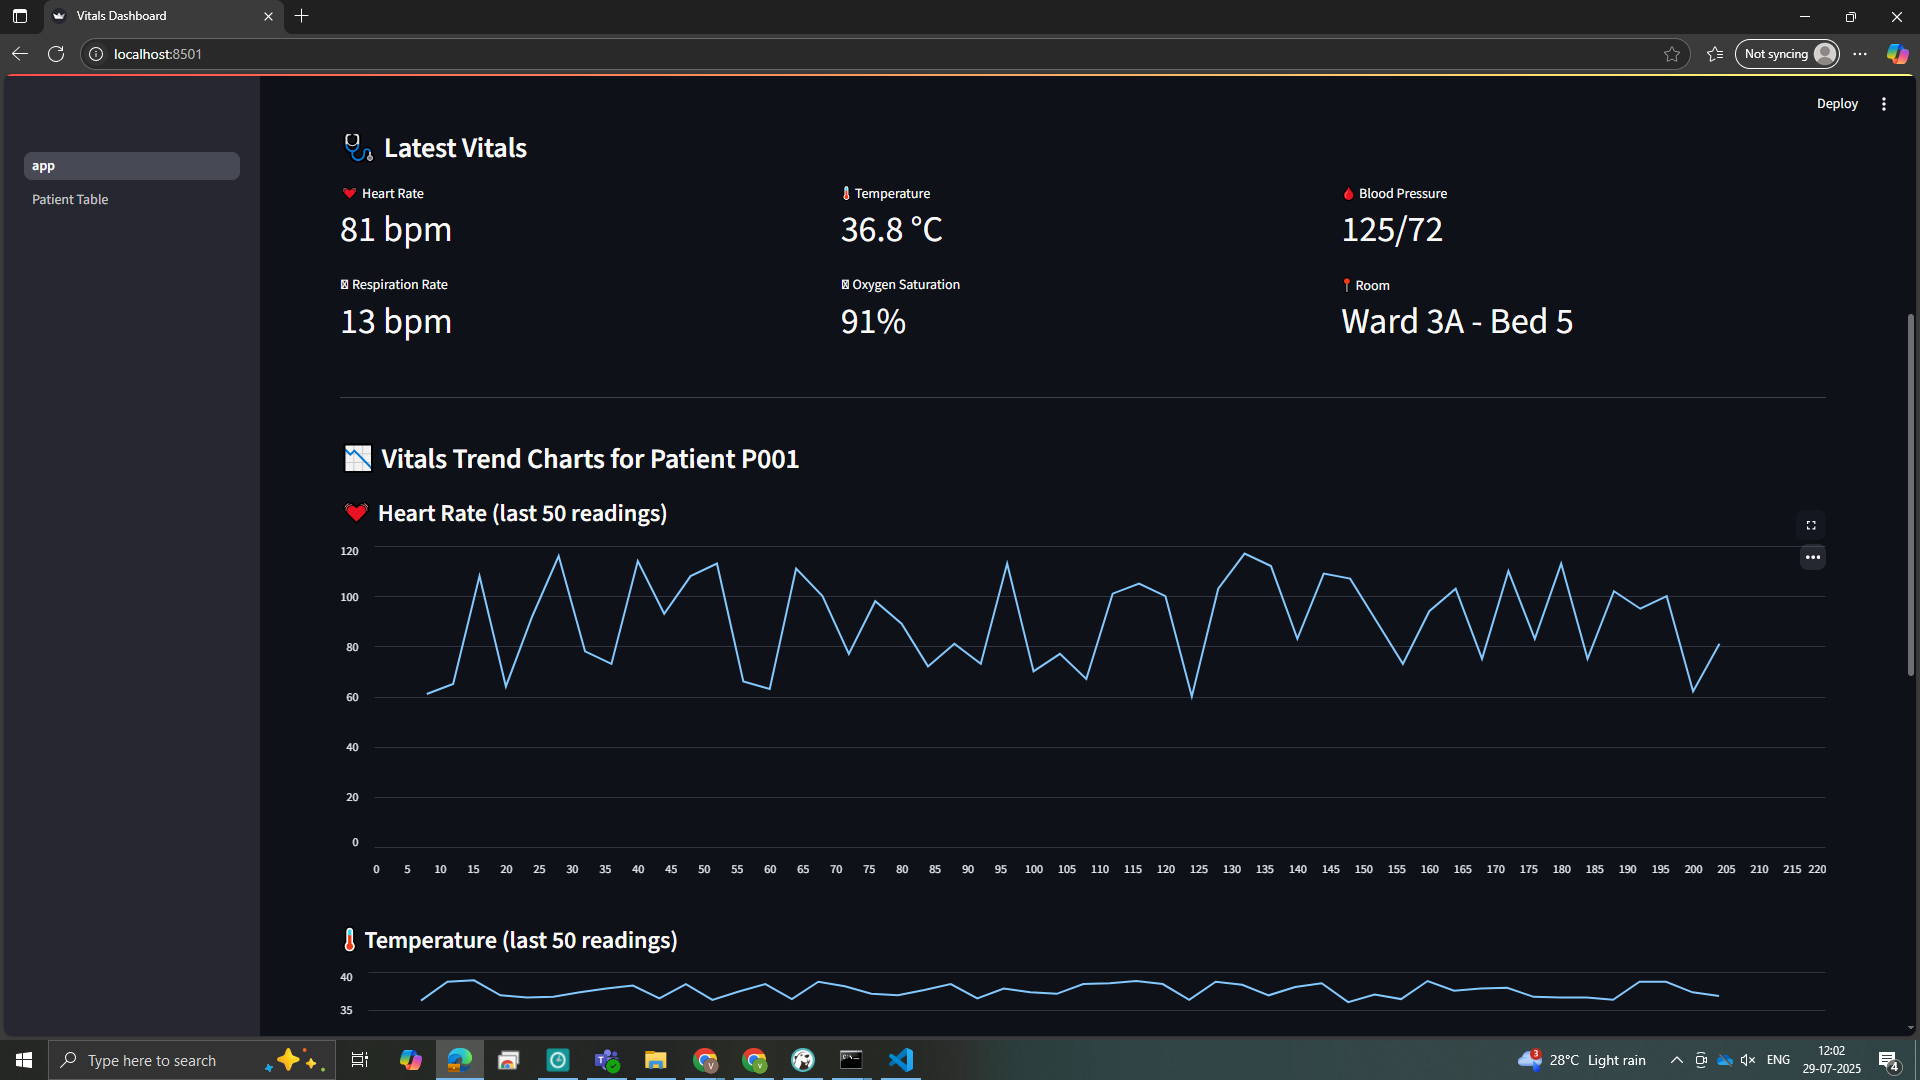 Vitals Dashboard
localhost:8501
Not syncing
Deploy
app
Patient Table
Latest Vitals
Heart Rate
Temperature
Blood Pressure
81 bpm
36.8 °C
125/72
Respiration Rate
Oxygen Saturation
Room
13 bpm
91%
Ward 3A - Bed 5
Vitals Trend Charts for Patient P001
Heart Rate (last 50 readings)
120
100
80
60
40
20
0
0 5 10 15 20 25 30 35 40 45 50 55 60 65 70 75 80 85 90 95 100 105 110 115 120 125 130 135 140 145 150 155 160 165 170 175 180 185 190 195 200 205 210 215 220
Temperature (last 50 readings)
40
35
Type here to search
3
28°C Light rain
ENG
12:02
29-07-2025
4